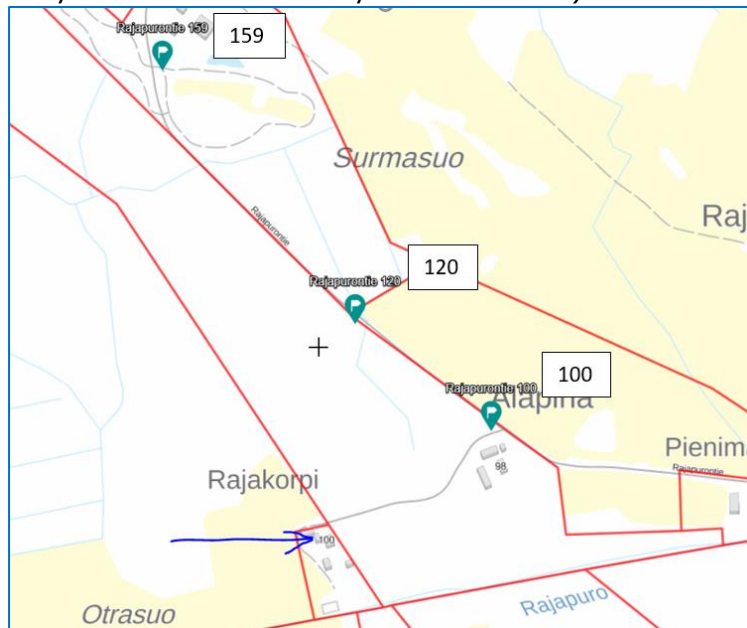 Rajapurontie 159
159
Surmasuo
Raj
Rajapurontie
120
Rajapurontie 120
100
Rajapurontie 100
Alapiha
Pienimä
Rajapurontie
98
Rajakorpi
100
Otrasuo
Rajapuro